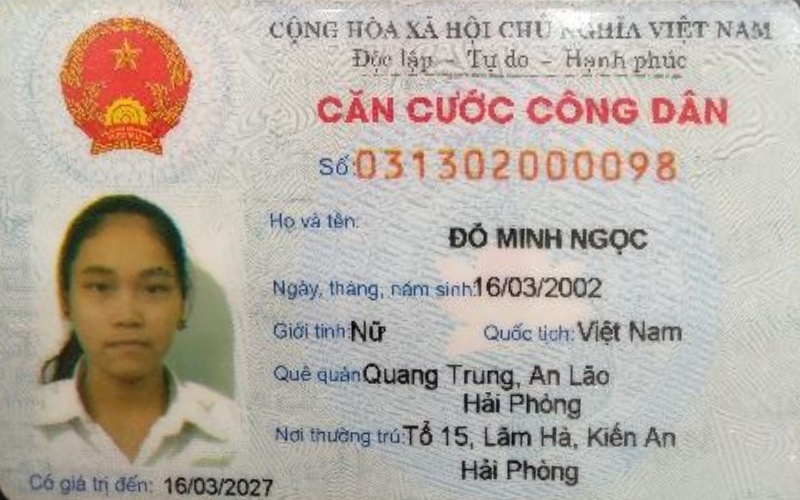 CỘNG HÒA XÃ HỘI CHỦ NGHĨA VIỆT NAM
Độc lập - Tự do - Hạnh phúc
CĂN CƯỚC CÔNG DÂN
Số: 031302000098
Họ và tên:
ĐỎ MINH NGỌC
Ngày, tháng, năm sinh: 16/03/2002
Giới tính: Nữ Quốc tịch: Việt Nam
Quê quán: Quang Trung, An Lão
Hải Phòng
Nơi thường trú: Tổ 15, Lãm Hà, Kiến An
Hải Phòng
Có giá trị đến: 16/03/2027